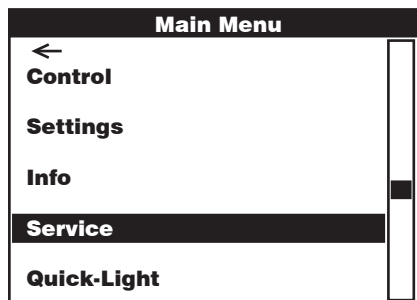 Main Menu
←
Control
Settings
Info
Service
Quick-Light